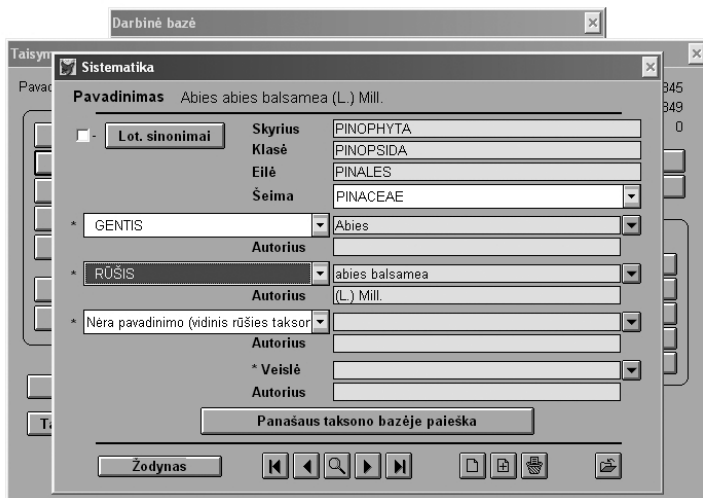 Darbinė bazė
Taisym
Sistematika
Pavad
Pavadinimas Abies abies balsamea (L.) Mill.
345
349
0
- Lot. sinonimai
Skyrius PINOPHYTA
Klasė PINOPSIDA
Eilė PINALES
Šeima PINACEAE
* GENTIS Abies
Autorius
* RŪŠIS abies balsamea
Autorius (L.) Mill.
* Nėra pavadinimo (vidinis rūšies takson
Autorius
* Veislė
Autorius
Panašaus taksono bazėje paieška
Ta
Žodynas